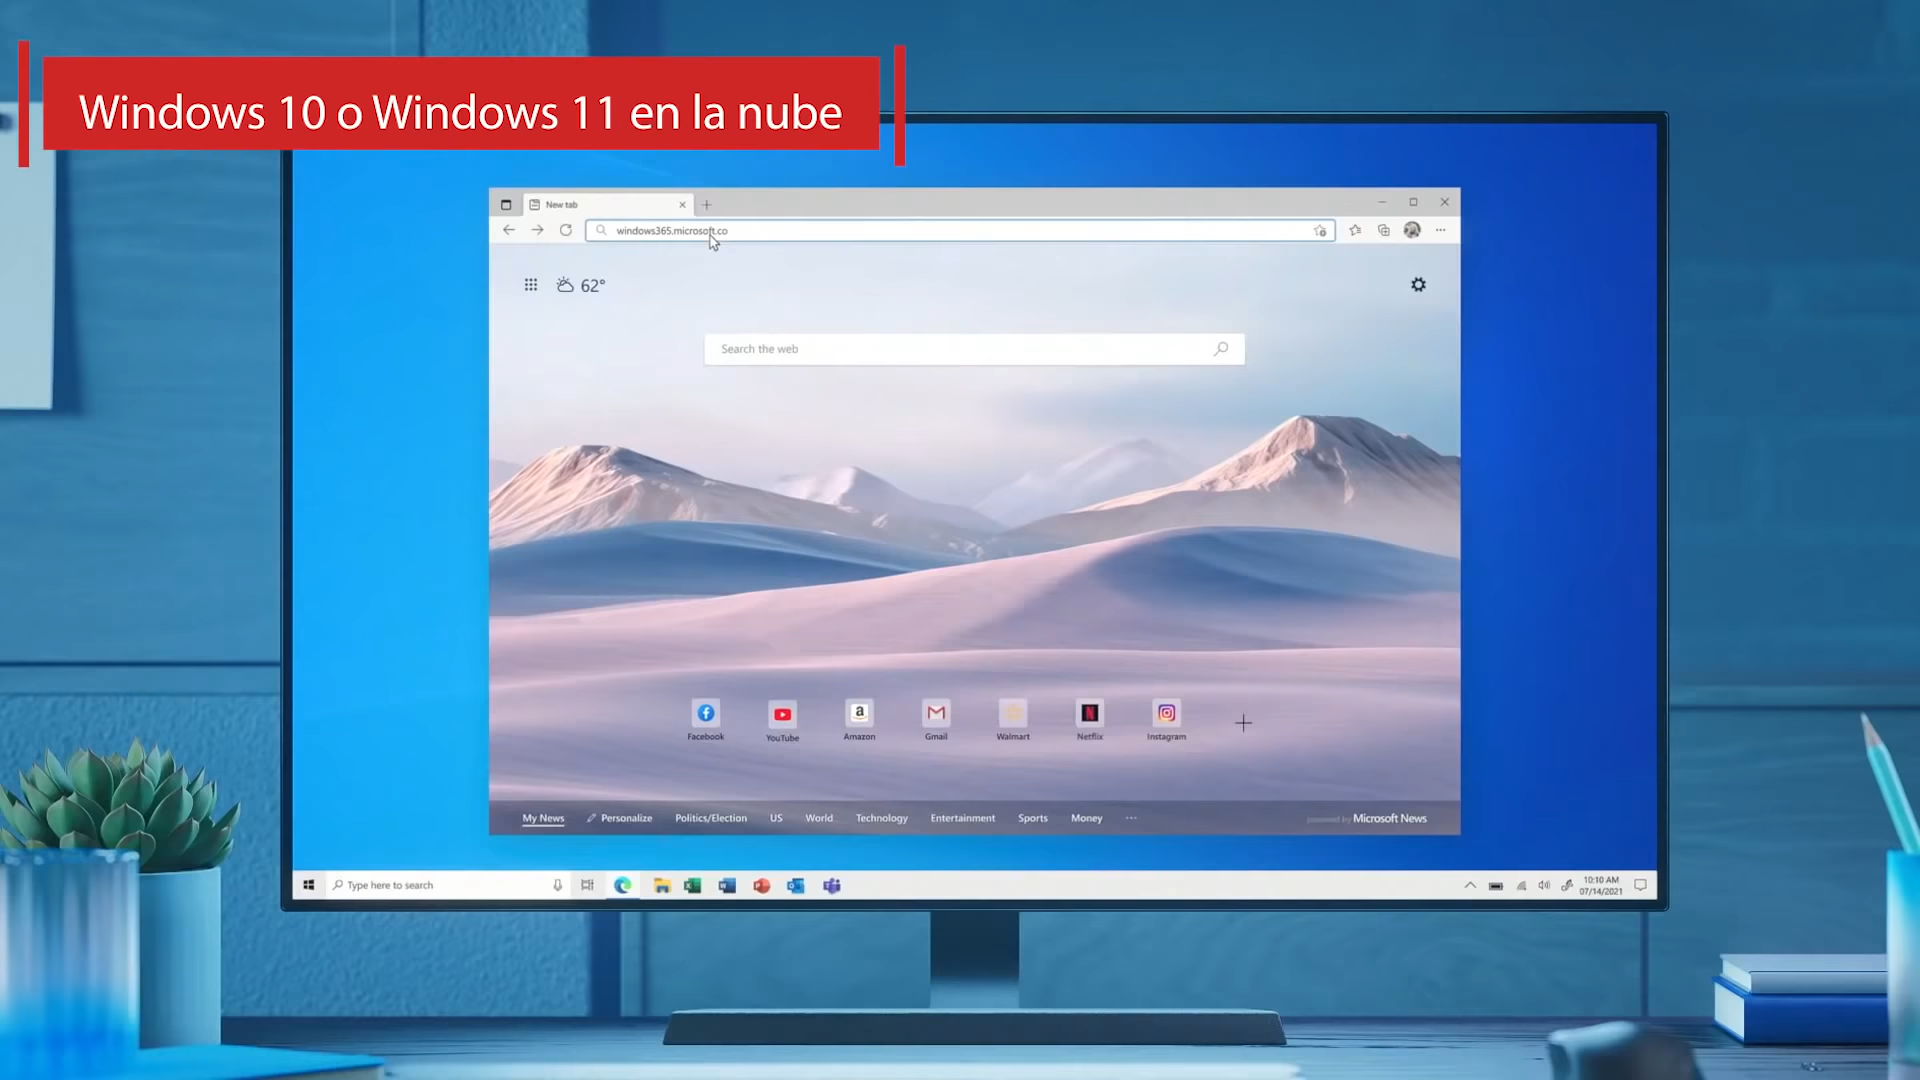 Windows 10 o Windows 11 en la nube
New tab
windows365.microsoft.co
62°
Search the web
Facebook
YouTube
Amazon
Gmail
Walmart
Netflix
Instagram
My News
Personalize
Politics/Election
US
World
Technology
Entertainment
Sports
Money
powered by Microsoft News
Type here to search
10:10 AM
07/14/2021